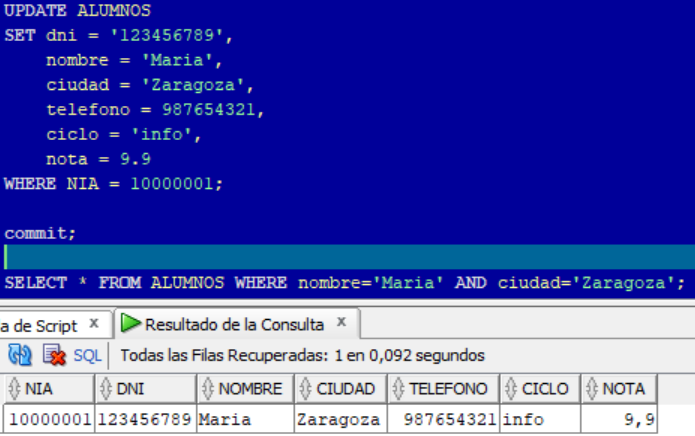 UPDATE ALUMNOS
SET dni = '123456789',
nombre = 'Maria',
ciudad = 'Zaragoza',
telefono = 987654321,
ciclo = 'info',
nota = 9.9
WHERE NIA = 10000001;
commit;
SELECT * FROM ALUMNOS WHERE nombre='Maria' AND ciudad='Zaragoza';
a de Script x Resultado de la Consulta x
SQL Todas las Filas Recuperadas: 1 en 0,092 segundos
NIA DNI NOMBRE CIUDAD TELEFONO CICLO NOTA
10000001 123456789 Maria Zaragoza 987654321 info 9,9